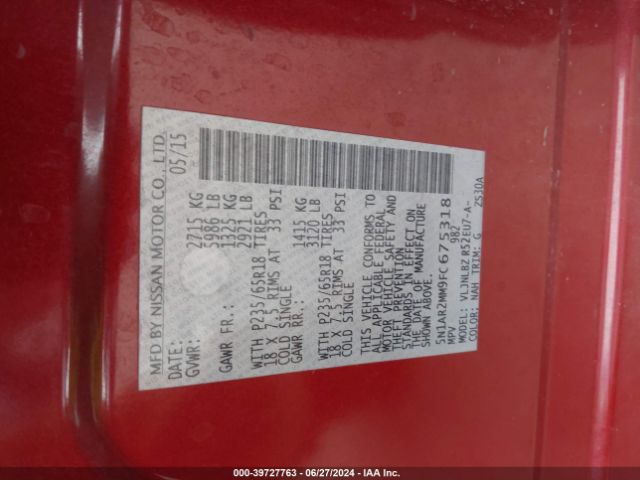 MFD BY NISSAN MOTOR CO., LTD.
DATE: 05/15
GVWR: 2715 KG
5986 LB
GAWR FR.: 1325 KG
2921 LB
WITH P235/65R18 TIRES
18 X 7.5 RIMS AT 33 PSI
COLD SINGLE
GAWR RR.: 1415 KG
3120 LB
WITH P235/65R18 TIRES
18 X 7.5 RIMS AT 33 PSI
COLD SINGLE
THIS VEHICLE CONFORMS TO
ALL APPLICABLE FEDERAL
MOTOR VEHICLE SAFETY AND
THEFT PREVENTION
STANDARDS IN EFFECT ON
THE DATE OF MANUFACTURE
SHOWN ABOVE.
5N1AR2MM9FC675318
MPV 982
MODEL: VLJNLBZ R52EU7-A-
COLOR: NAH TRIM: G ZS30A
000-39727763 - 06/27/2024 - IAA Inc.